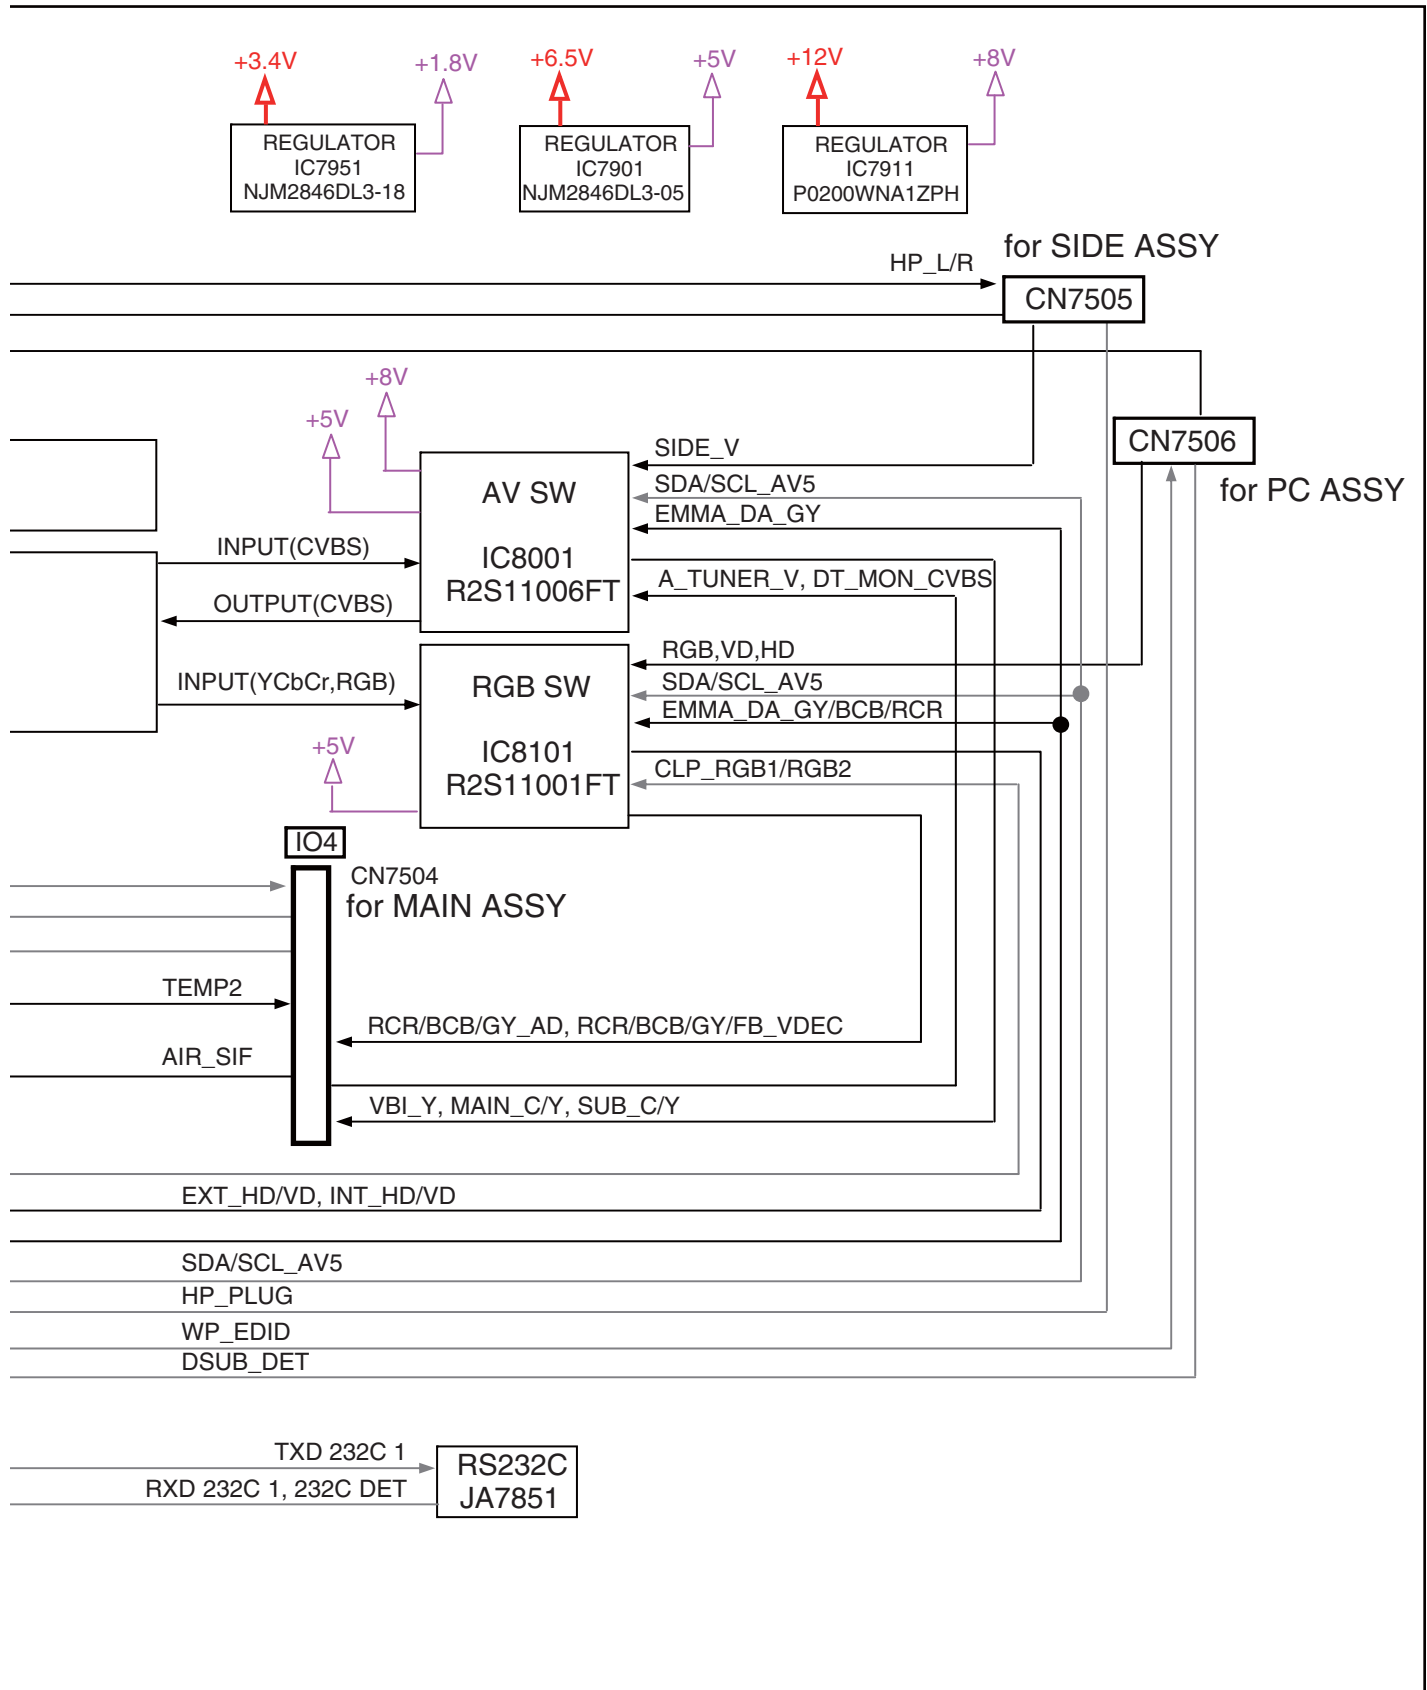 +3.4V
+1.8V
+6.5V
+5V
+12V
+8V
REGULATOR
IC7951
NJM2846DL3-18
REGULATOR
IC7901
NJM2846DL3-05
REGULATOR
IC7911
P0200WNA1ZPH
for SIDE ASSY
HP_L/R
CN7505
+8V
+5V
CN7506
for PC ASSY
SIDE_V
SDA/SCL_AV5
EMMA_DA_GY
AV SW
IC8001
R2S11006FT
INPUT(CVBS)
OUTPUT(CVBS)
A_TUNER_V, DT_MON_CVBS
RGB,VD,HD
SDA/SCL_AV5
EMMA_DA_GY/BCB/RCR
INPUT(YCbCr,RGB)
RGB SW
IC8101
R2S11001FT
+5V
CLP_RGB1/RGB2
IO4
CN7504
for MAIN ASSY
TEMP2
RCR/BCB/GY_AD, RCR/BCB/GY/FB_VDEC
AIR_SIF
VBI_Y, MAIN_C/Y, SUB_C/Y
EXT_HD/VD, INT_HD/VD
SDA/SCL_AV5
HP_PLUG
WP_EDID
DSUB_DET
TXD 232C 1
RXD 232C 1, 232C DET
RS232C
JA7851